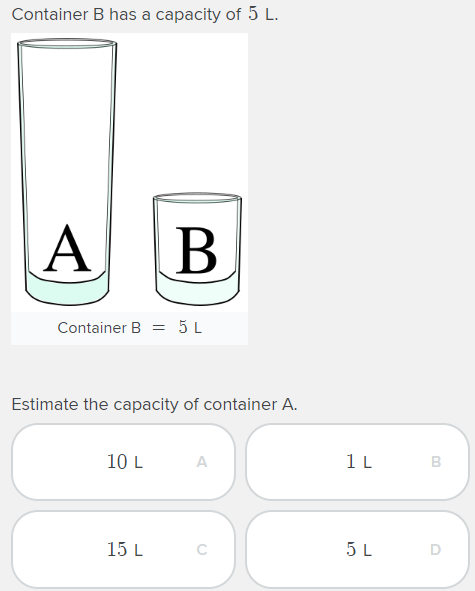 Container B has a capacity of 5 L.
A B
Container B = 5 L
Estimate the capacity of container A.
10 L A
1 L B
15 L C
5 L D